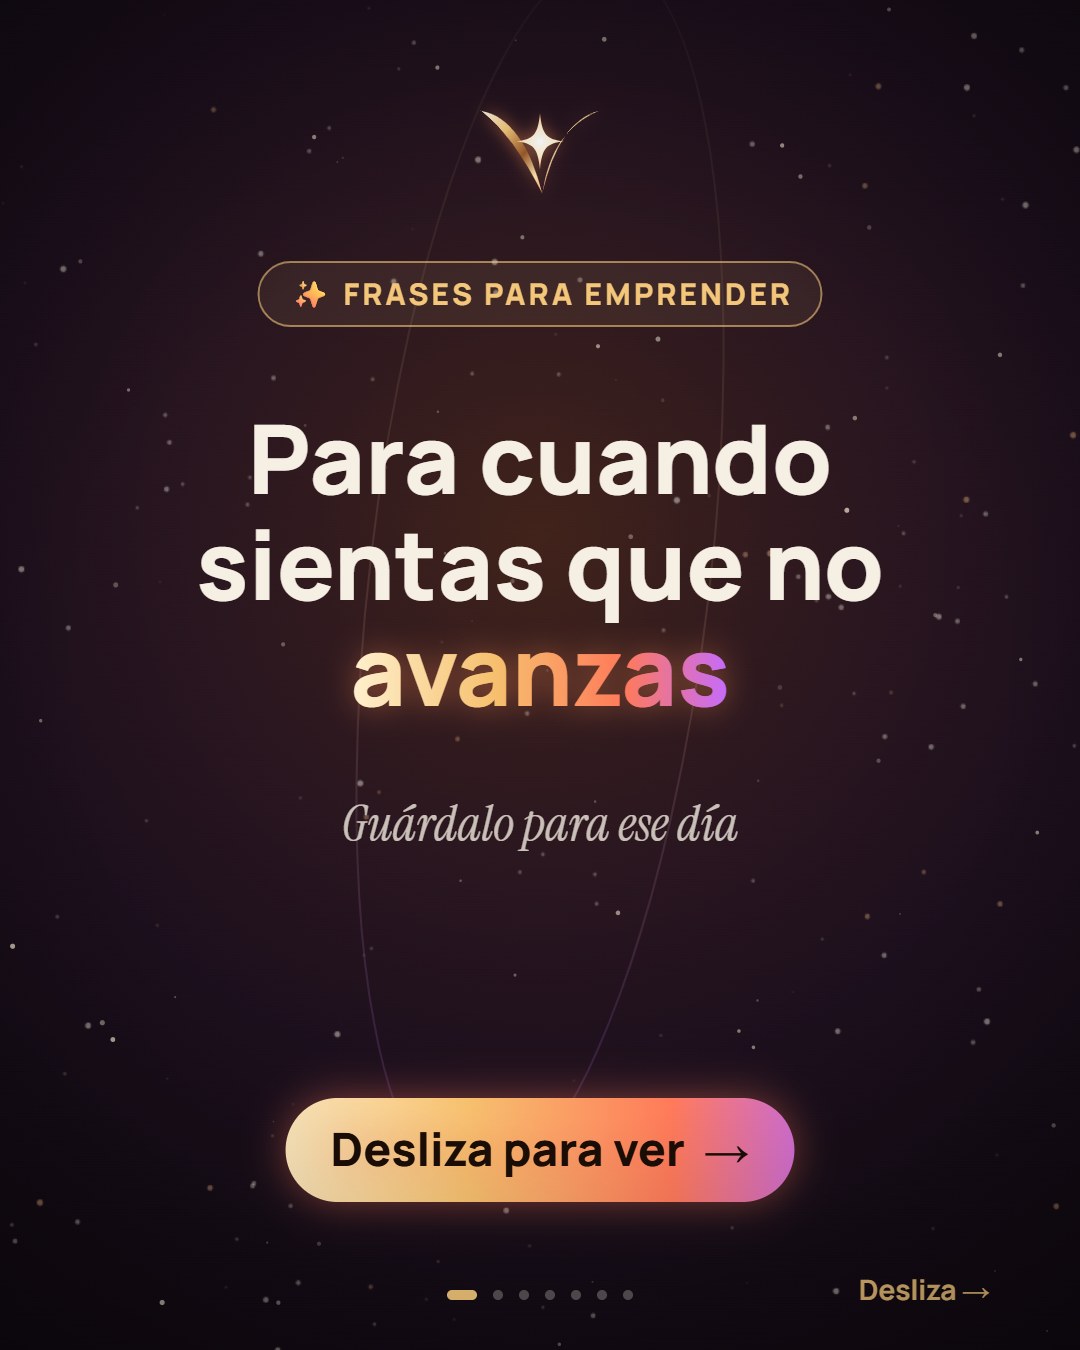 ✨ FRASES PARA EMPRENDER
Para cuando
sientas que no
avanzas
Guárdalo para ese día
Desliza para ver →
Desliza →